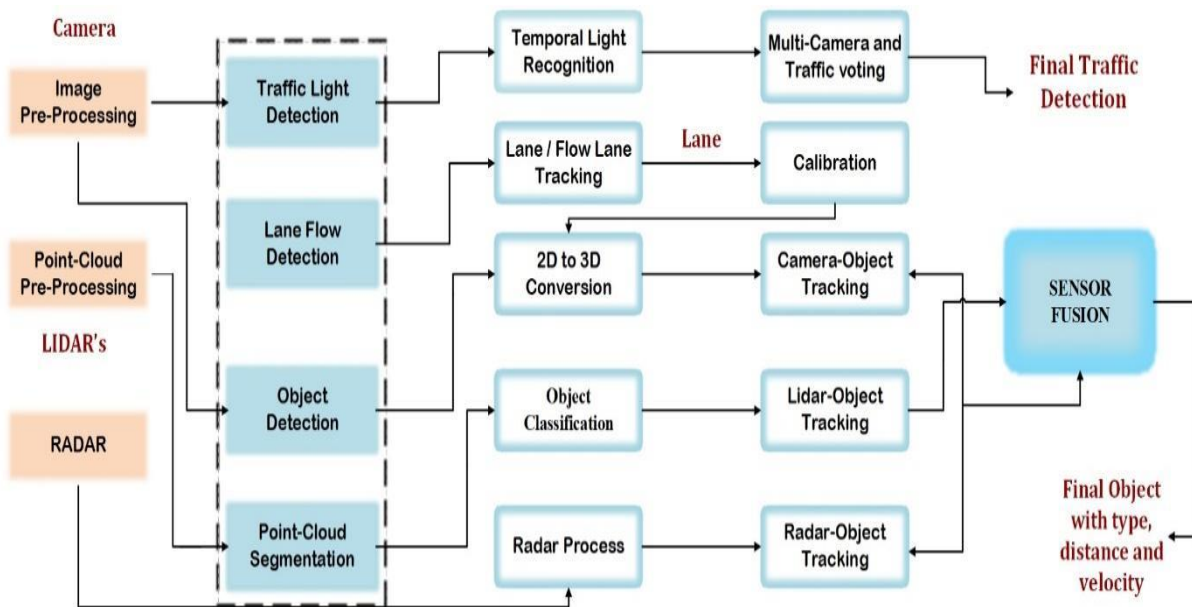 Camera
Image
Pre-Processing
Point-Cloud
Pre-Processing
LIDAR's
RADAR
Traffic Light
Detection
Lane Flow
Detection
Object
Detection
Point-Cloud
Segmentation
Temporal Light
Recognition
Lane / Flow Lane
Tracking
2D to 3D
Conversion
Object
Classification
Radar Process
Lane
Multi-Camera and
Traffic voting
Calibration
Camera-Object
Tracking
Lidar-Object
Tracking
Radar-Object
Tracking
Final Traffic
Detection
SENSOR
FUSION
Final Object
with type,
distance and
velocity